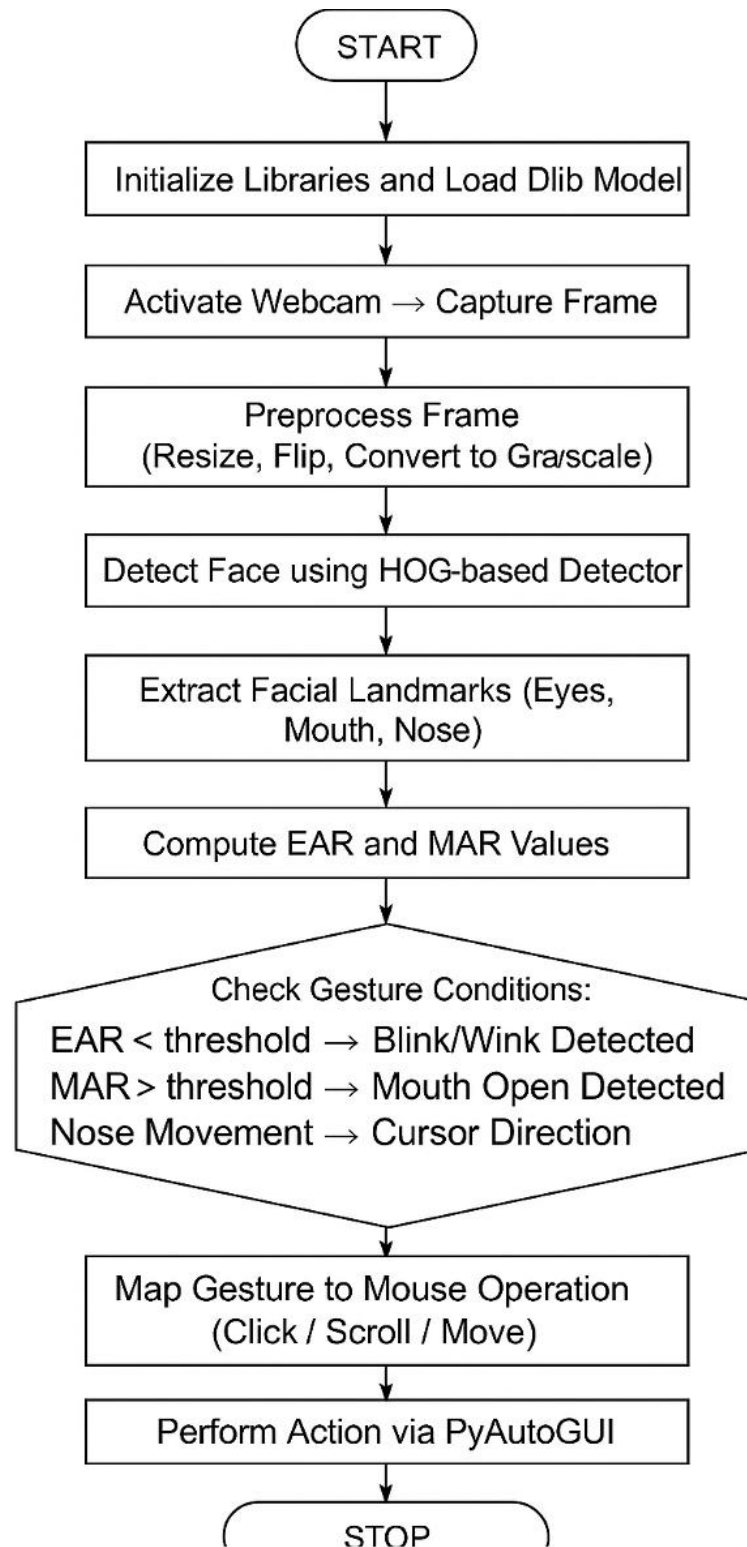 START
Initialize Libraries and Load Dlib Model
Activate Webcam → Capture Frame
Preprocess Frame
(Resize, Flip, Convert to Gra/scale)
Detect Face using HOG-based Detector
Extract Facial Landmarks (Eyes,
Mouth, Nose)
Compute EAR and MAR Values
Check Gesture Conditions:
EAR < threshold → Blink/Wink Detected
MAR > threshold → Mouth Open Detected
Nose Movement → Cursor Direction
Map Gesture to Mouse Operation
(Click / Scroll / Move)
Perform Action via PyAutoGUI
STOP